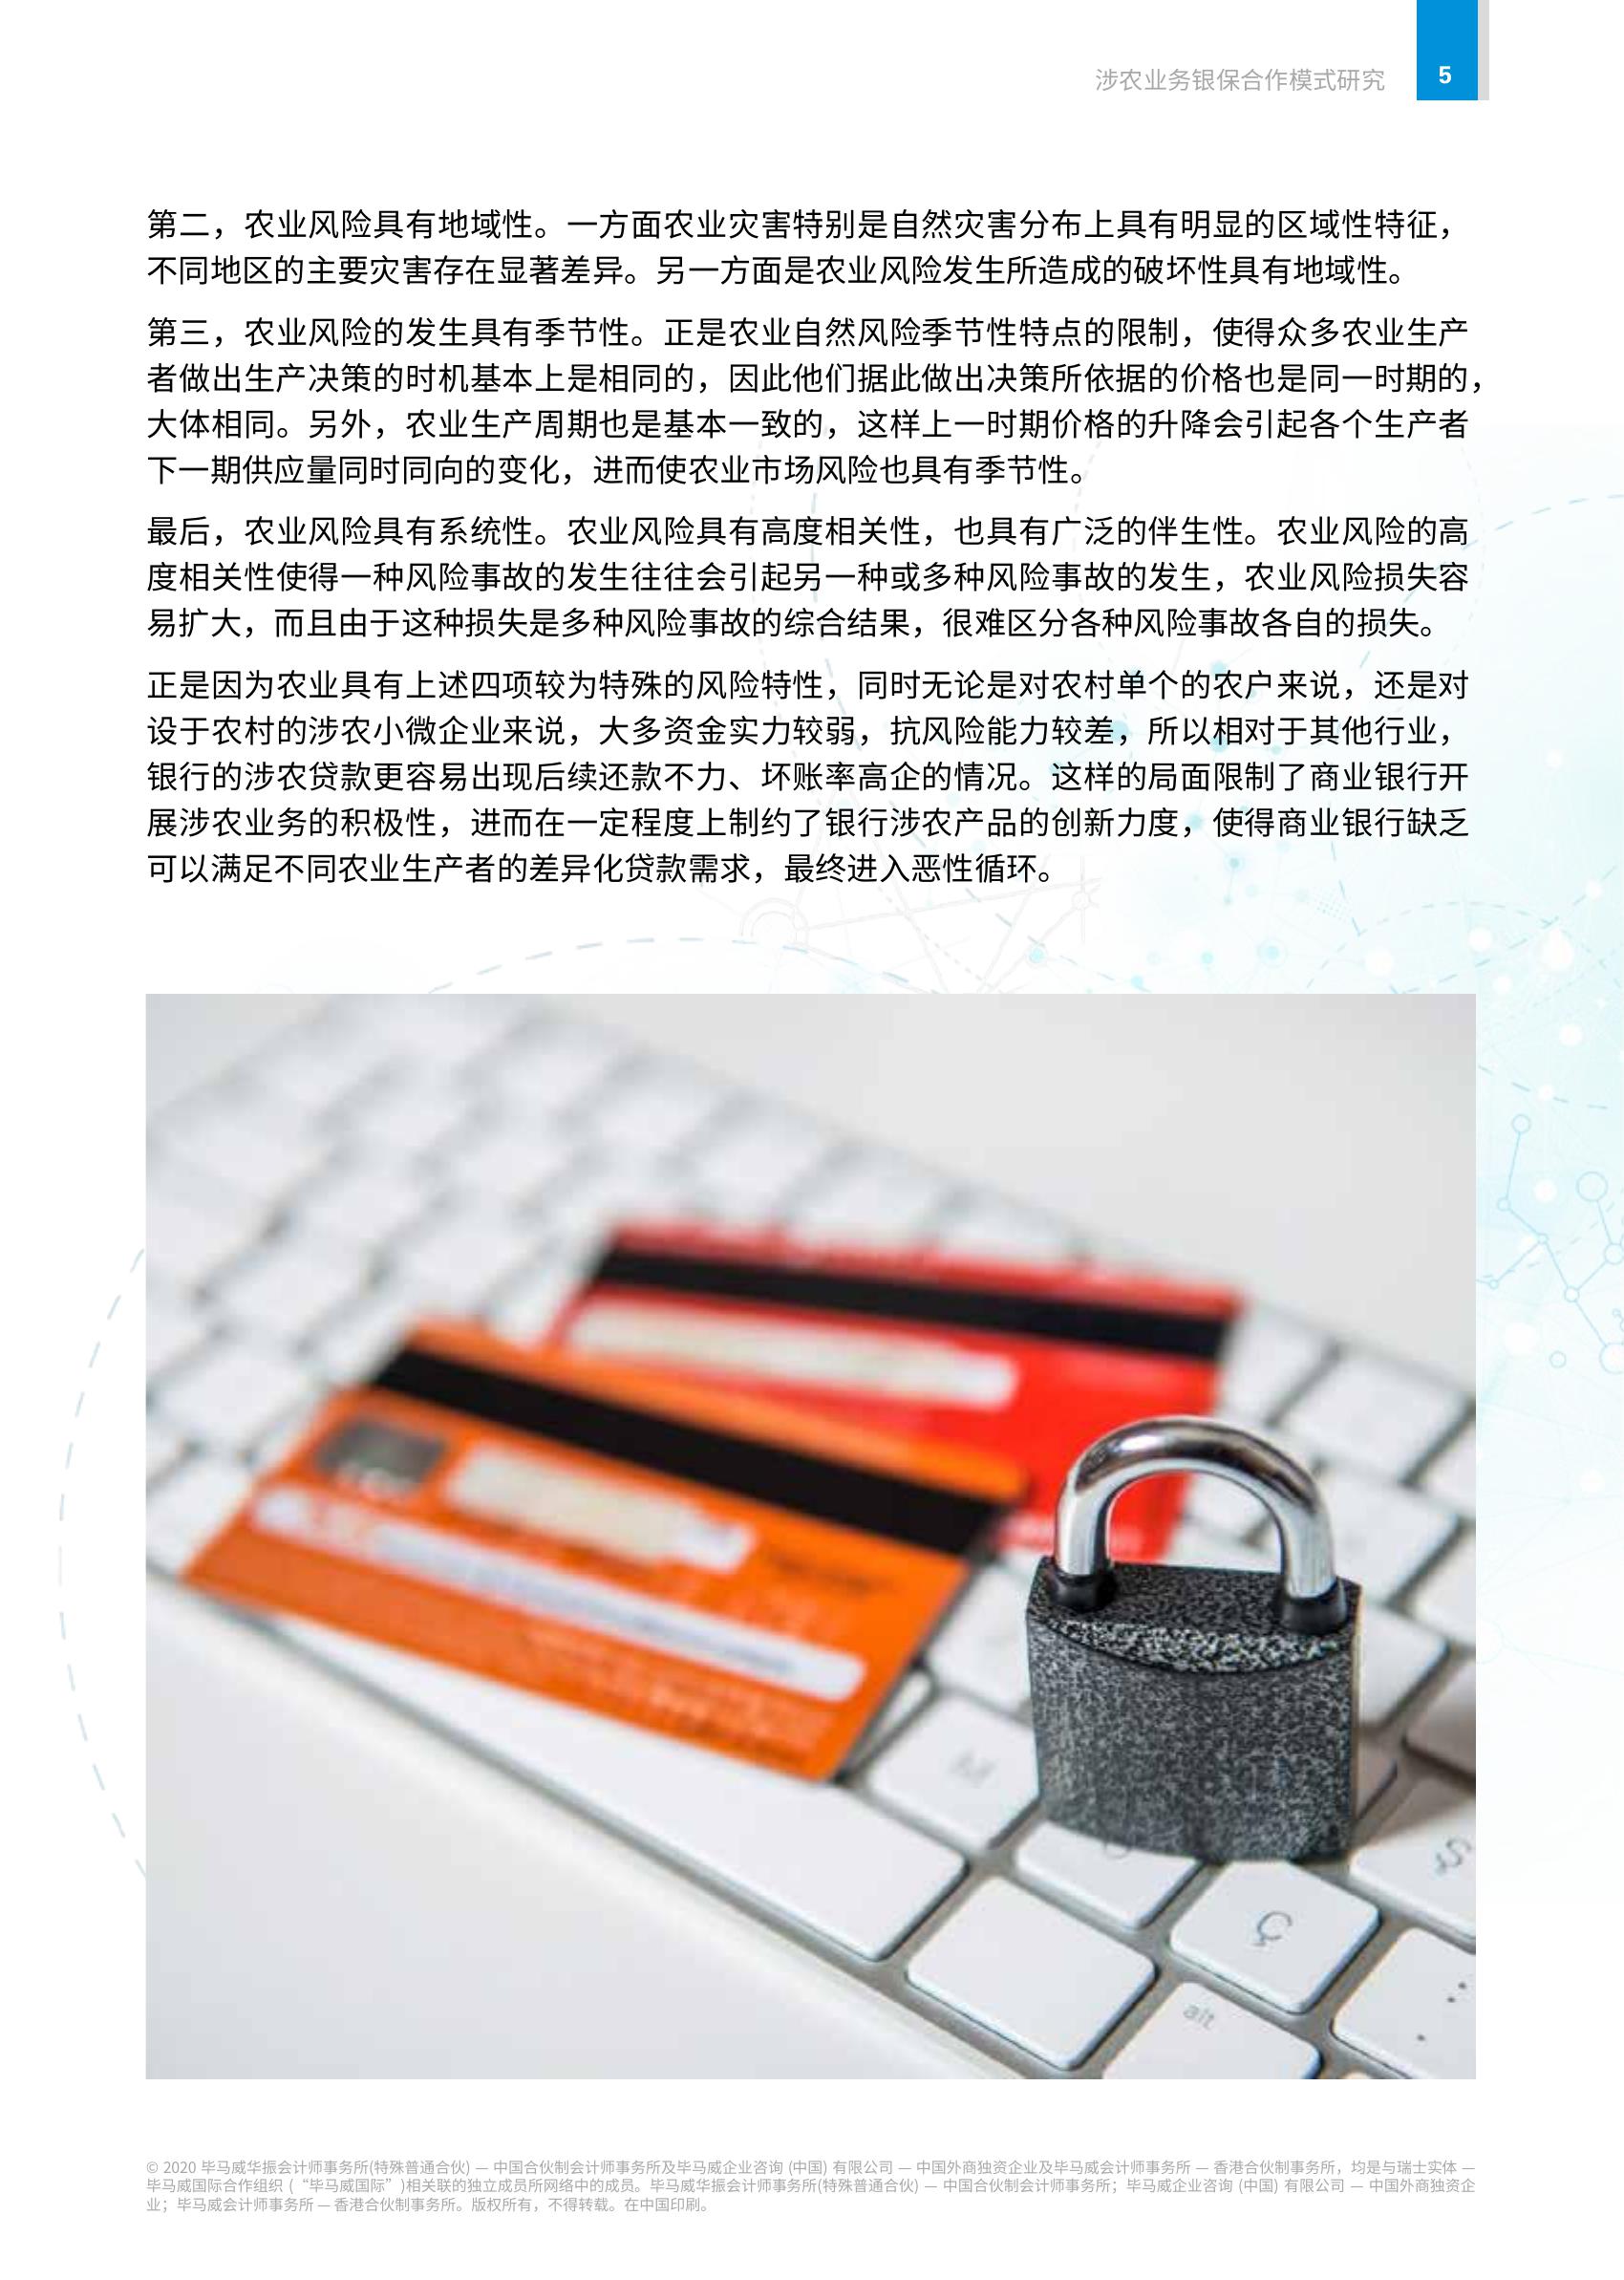 涉农业务银保合作模式研究
5
第二，农业风险具有地域性。一方面农业灾害特别是自然灾害分布上具有明显的区域性特征，
不同地区的主要灾害存在显著差异。另一方面是农业风险发生所造成的破坏性具有地域性。
第三，农业风险的发生具有季节性。正是农业自然风险季节性特点的限制，使得众多农业生产
者做出生产决策的时机基本上是相同的，因此他们据此做出决策所依据的价格也是同一时期的，
大体相同。另外，农业生产周期也是基本一致的，这样上一时期价格的升降会引起各个生产者
下一期供应量同时同向的变化，进而使农业市场风险也具有季节性。
最后，农业风险具有系统性。农业风险具有高度相关性，也具有广泛的伴生性。农业风险的高
度相关性使得一种风险事故的发生往往会引起另一种或多种风险事故的发生，农业风险损失容
易扩大，而且由于这种损失是多种风险事故的综合结果，很难区分各种风险事故各自的损失。
正是因为农业具有上述四项较为特殊的风险特性，同时无论是对农村单个的农户来说，还是对
设于农村的涉农小微企业来说，大多资金实力较弱，抗风险能力较差，所以相对于其他行业，
银行的涉农贷款更容易出现后续还款不力、坏账率高企的情况。这样的局面限制了商业银行开
展涉农业务的积极性，进而在一定程度上制约了银行涉农产品的创新力度，使得商业银行缺乏
可以满足不同农业生产者的差异化贷款需求，最终进入恶性循环。
M
Ç
alt
© 2020 毕马威华振会计师事务所(特殊普通合伙) — 中国合伙制会计师事务所及毕马威企业咨询 (中国) 有限公司 — 中国外商独资企业及毕马威会计师事务所 — 香港合伙制事务所，均是与瑞士实体 —
毕马威国际合作组织 (“毕马威国际”)相关联的独立成员所网络中的成员。毕马威华振会计师事务所(特殊普通合伙) — 中国合伙制会计师事务所；毕马威企业咨询 (中国) 有限公司 — 中国外商独资企
业；毕马威会计师事务所 — 香港合伙制事务所。版权所有，不得转载。在中国印刷。